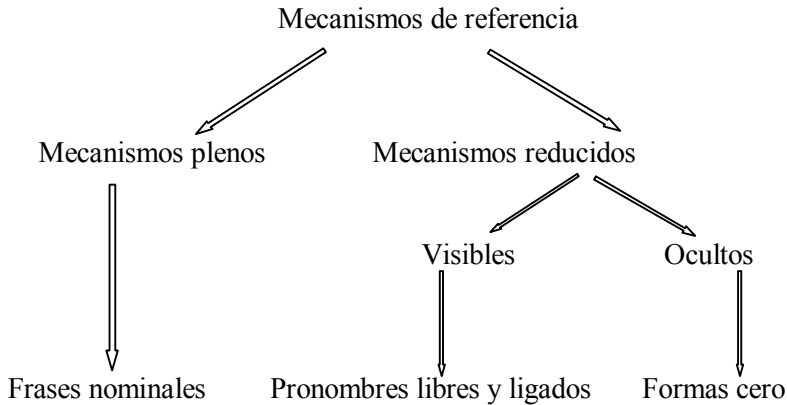 Mecanismos de referencia
Mecanismos plenos
Mecanismos reducidos
Visibles
Ocultos
Frases nominales
Pronombres libres y ligados
Formas cero